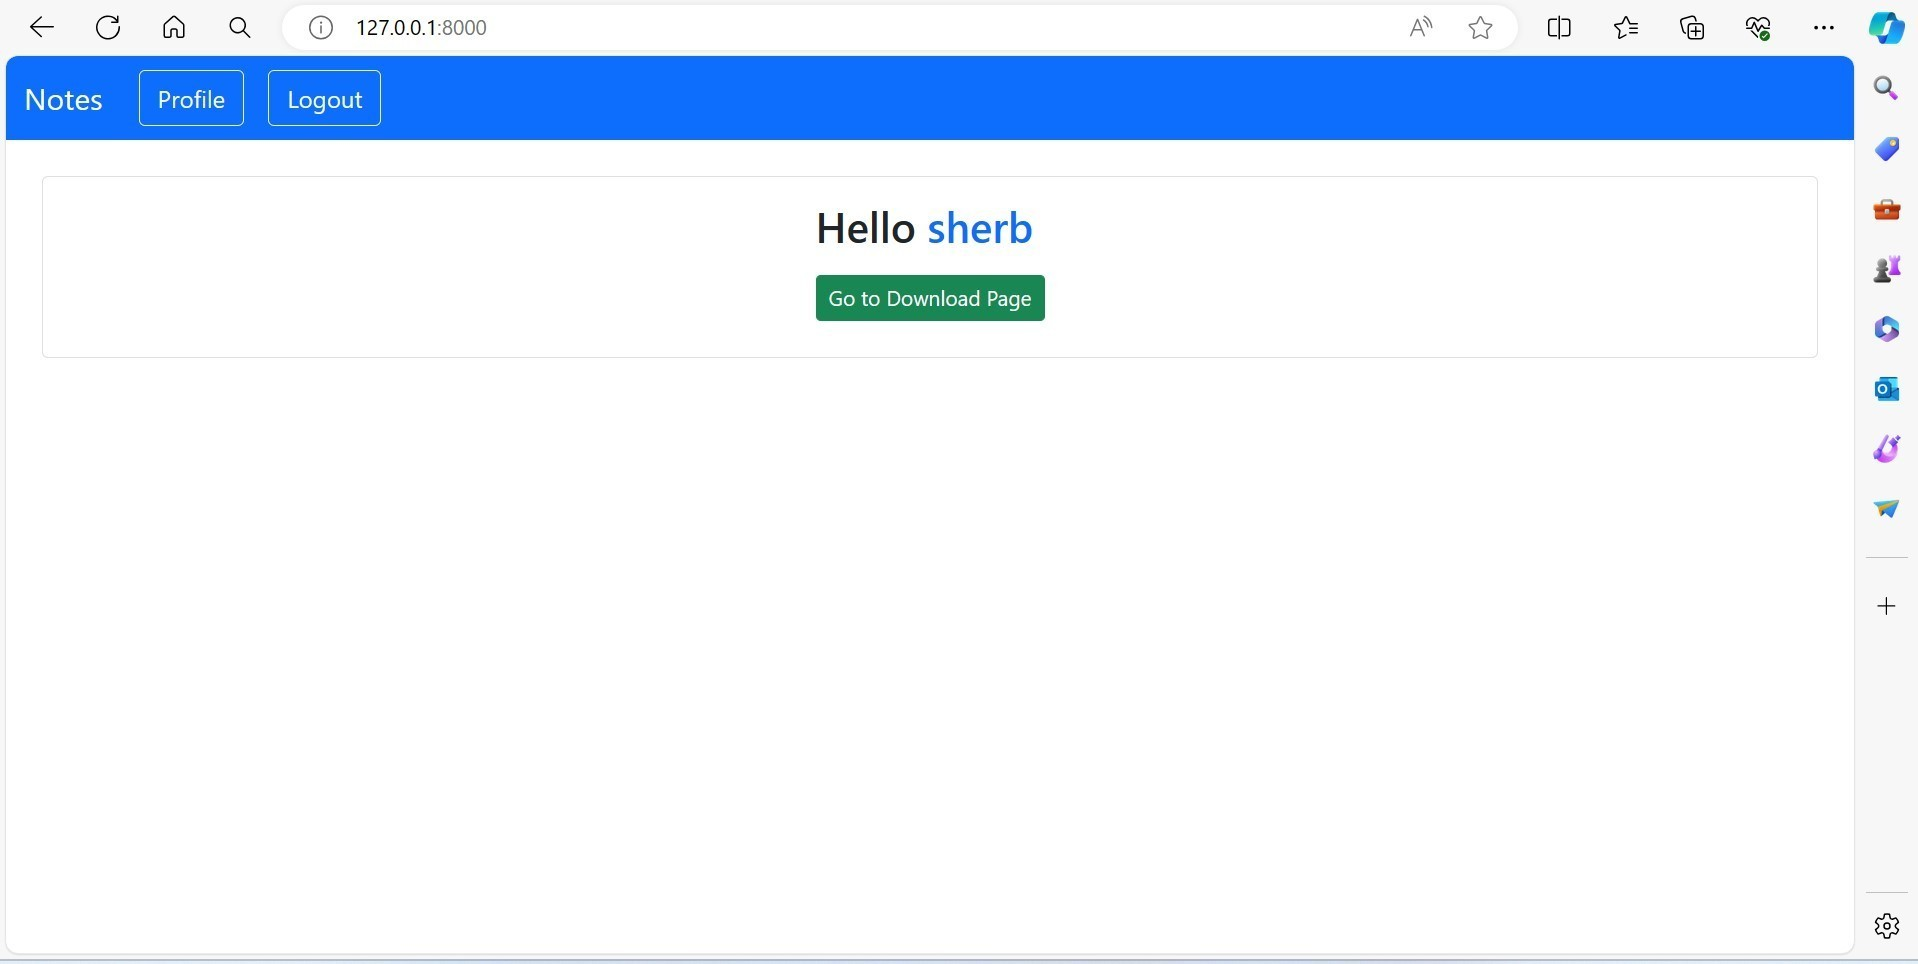 127.0.0.1:8000
Notes Profile Logout
Hello sherb
Go to Download Page